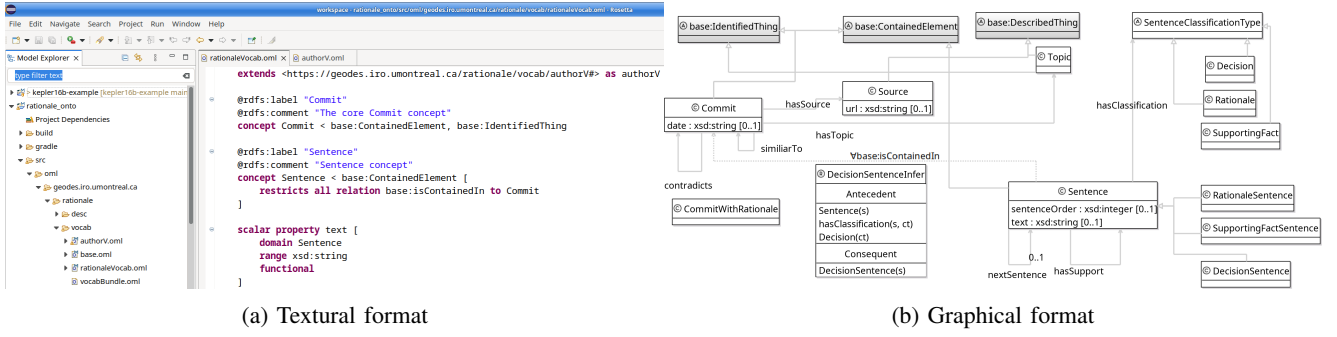 workspace - rationale_onto/src/oml/geodes.iro.umontreal.ca/rationale/vocab/rationaleVocab.oml - Rosetta
File Edit Navigate Search Project Run Window Help
Model Explorer
type filter text
> kepler16b-example [kepler16b-example main
rationale_onto
Project Dependencies
build
gradle
src
oml
geodes.iro.umontreal.ca
rationale
desc
vocab
authorV.oml
base.oml
rationaleVocab.oml
vocabBundle.oml
rationaleVocab.oml authorV.oml
extends <https://geodes.iro.umontreal.ca/rationale/vocab/authorV#> as authorV
@rdfs:label "Commit"
@rdfs:comment "The core Commit concept"
concept Commit < base:ContainedElement, base:IdentifiedThing
@rdfs:label "Sentence"
@rdfs:comment "Sentence concept"
concept Sentence < base:ContainedElement [
restricts all relation base:isContainedIn to Commit
]
scalar property text [
domain Sentence
range xsd:string
functional
]
(a) Textural format
A base:IdentifiedThing
A base:ContainedElement
A base:DescribedThing
A SentenceClassificationType
C Topic
C Decision
C Source
url : xsd:string [0..1]
hasSource
C Commit
date : xsd:string [0..1]
hasClassification
C Rationale
C SupportingFact
hasTopic
similiarTo
∀base:isContainedIn
contradicts
C CommitWithRationale
R DecisionSentenceInfer
Antecedent
Sentence(s)
hasClassification(s, ct)
Decision(ct)
Consequent
DecisionSentence(s)
C Sentence
sentenceOrder : xsd:integer [0..1]
text : xsd:string [0..1]
0..1
nextSentence
hasSupport
C RationaleSentence
C SupportingFactSentence
C DecisionSentence
(b) Graphical format